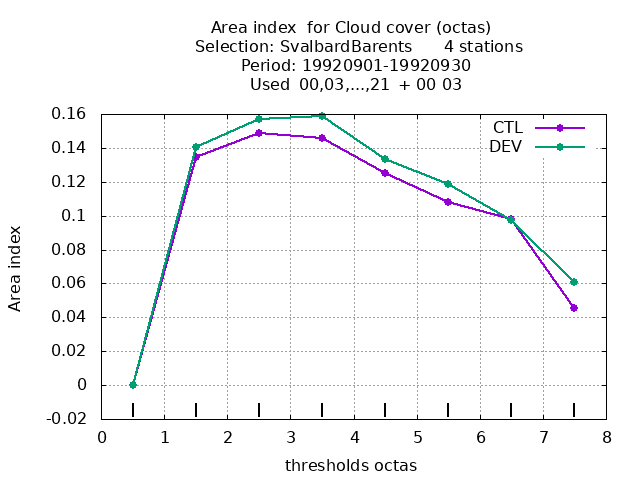 Area index  for Cloud cover (octas)
Selection: SvalbardBarents      4 stations
Period: 19920901-19920930
Used  00,03,...,21  + 00 03
CTL
DEV
0.16
0.14
0.12
0.1
0.08
0.06
0.04
0.02
0
-0.02
Area index
0 1 2 3 4 5 6 7 8
thresholds octas